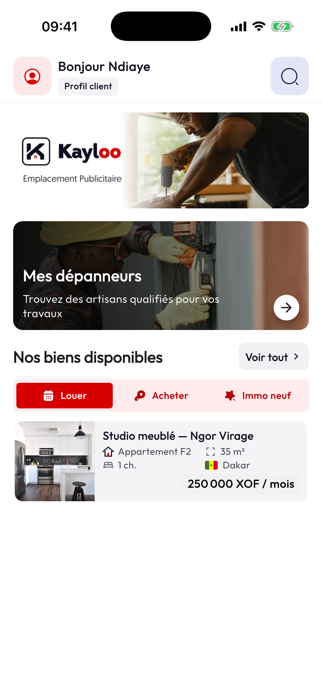 09:41
Bonjour Ndiaye
Profil client
Kayloo
Emplacement Publicitaire
Mes dépanneurs
Trouvez des artisans qualifiés pour vos
travaux
Nos biens disponibles
Voir tout
Louer
Acheter
Immo neuf
Studio meublé — Ngor Virage
Appartement F2
35 m²
1 ch.
Dakar
250 000 XOF / mois